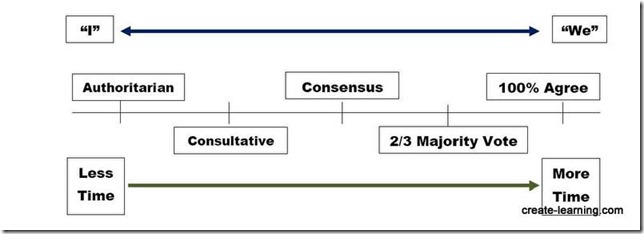 “I”
“We”
Authoritarian
Consensus
100% Agree
Consultative
2/3 Majority Vote
Less
Time
More
Time
create-learning.com